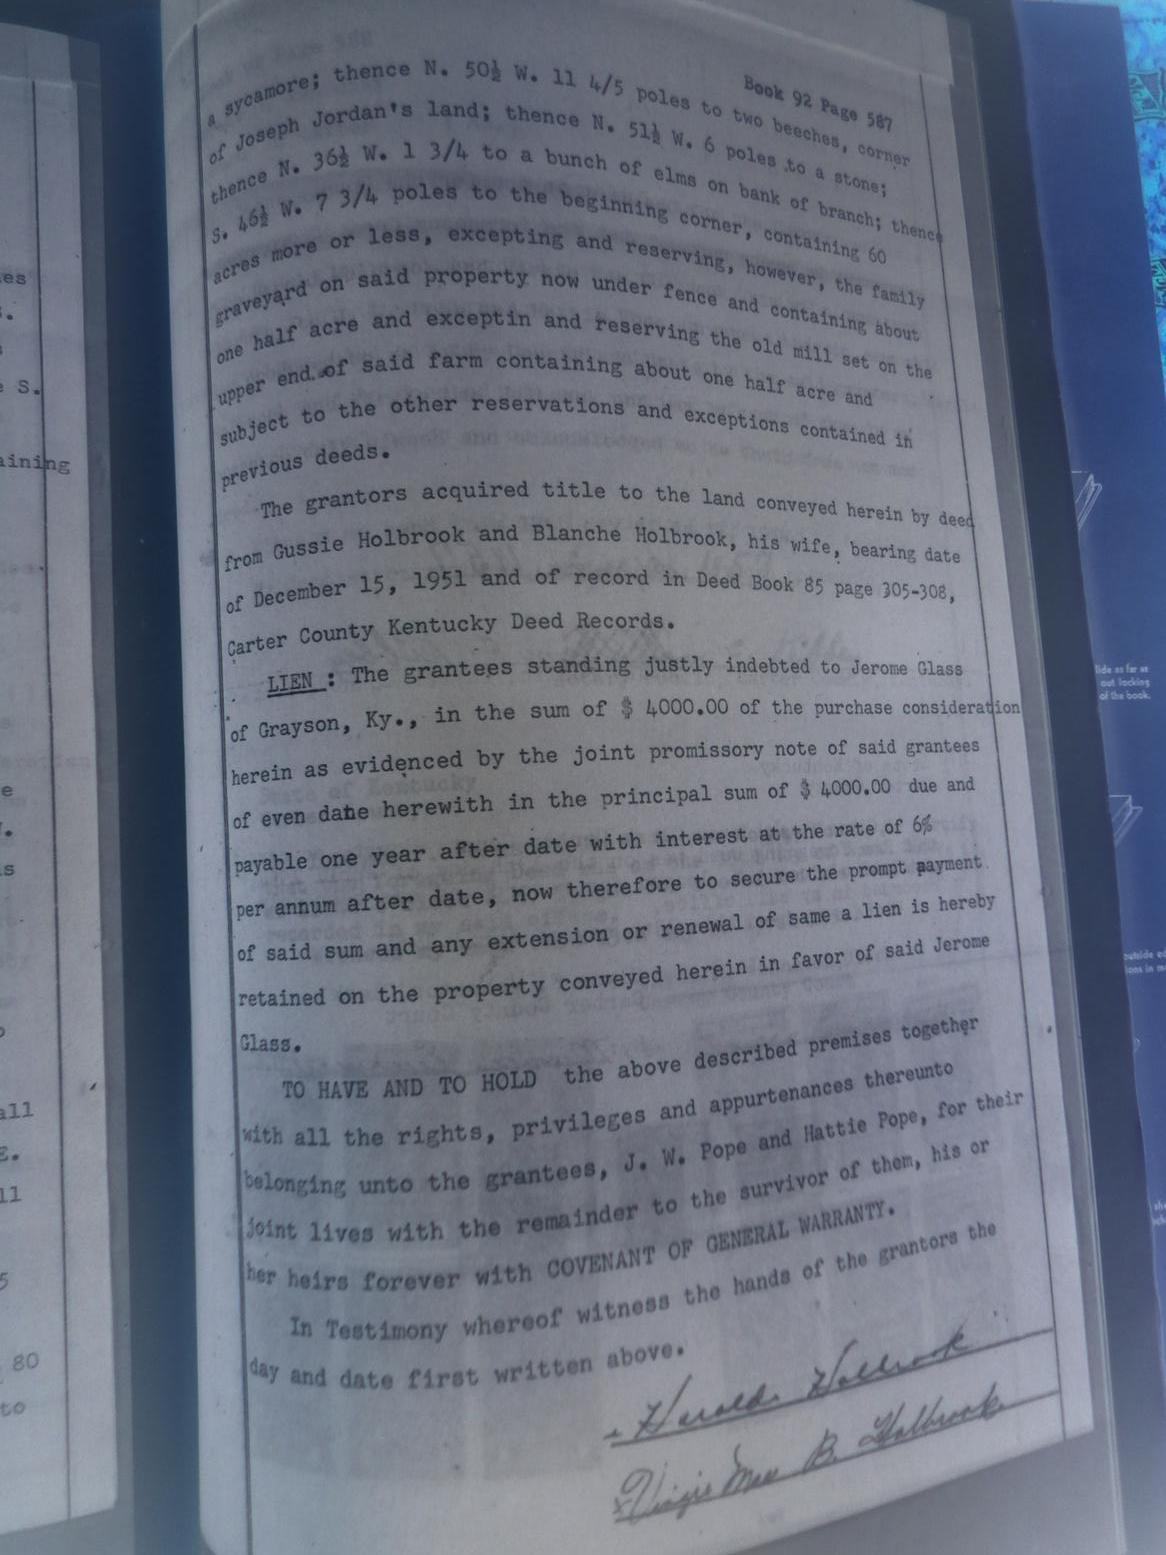 es
S.
aining
e
s
80
to
Book 92 Page 587
a sycamore; thence N. 50½ W. 11 4/5 poles to two beeches, corner
of Joseph Jordan's land; thence N. 51½ W. 6 poles to a stone;
thence N. 36½ W. 1 3/4 to a bunch of elms on bank of branch; thence
S. 46½ W. 7 3/4 poles to the beginning corner, containing 60
acres more or less, excepting and reserving, however, the family
graveyard on said property now under fence and containing about
one half acre and exceptin and reserving the old mill set on the
upper end of said farm containing about one half acre and
subject to the other reservations and exceptions contained in
previous deeds.
The grantors acquired title to the land conveyed herein by deed
from Gussie Holbrook and Blanche Holbrook, his wife, bearing date
of December 15, 1951 and of record in Deed Book 85 page 305-308,
Carter County Kentucky Deed Records.
LIEN : The grantees standing justly indebted to Jerome Glass
of Grayson, Ky., in the sum of $ 4000.00 of the purchase consideration
herein as evidenced by the joint promissory note of said grantees
of even date herewith in the principal sum of $ 4000.00 due and
payable one year after date with interest at the rate of 6%
per annum after date, now therefore to secure the prompt payment
of said sum and any extension or renewal of same a lien is hereby
retained on the property conveyed herein in favor of said Jerome
Glass.
TO HAVE AND TO HOLD the above described premises together
with all the rights, privileges and appurtenances thereunto
belonging unto the grantees, J. W. Pope and Hattie Pope, for their
joint lives with the remainder to the survivor of them, his or
her heirs forever with COVENANT OF GENERAL WARRANTY.
In Testimony whereof witness the hands of the grantors the
day and date first written above.
Harold Holbrook
Virgie Mae B. Holbrook
of the book.